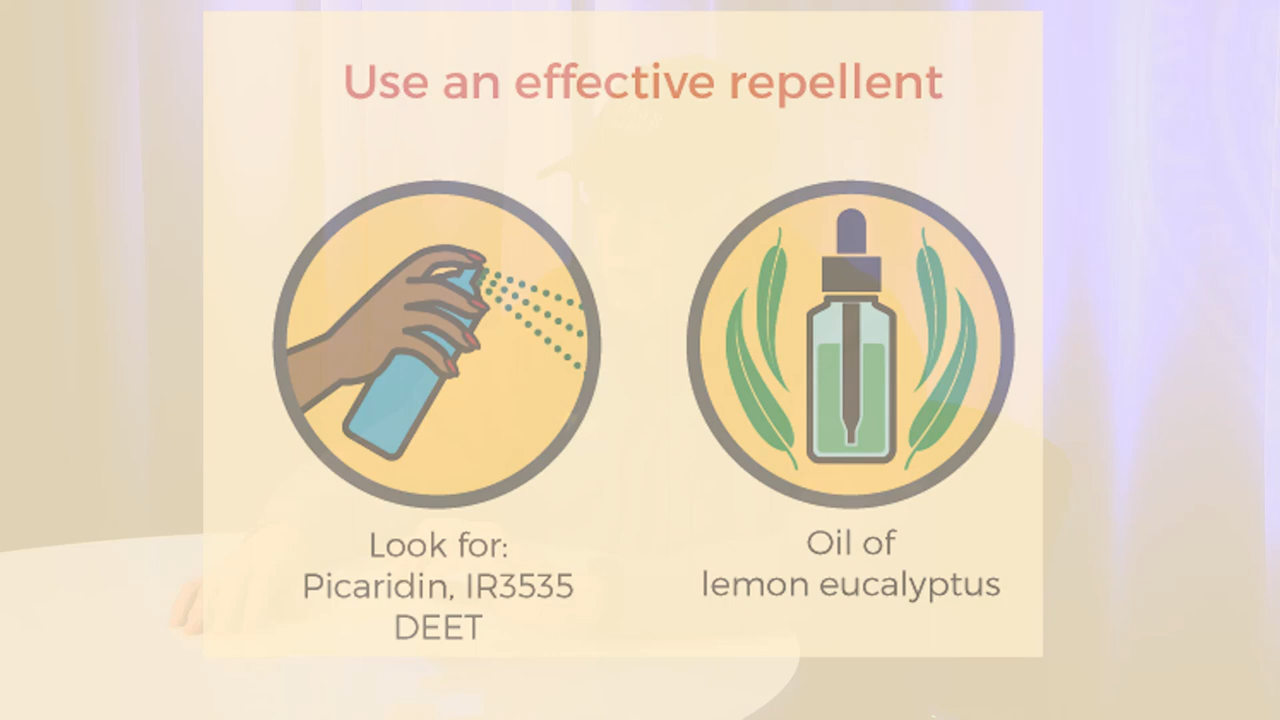 Use an effective repellent
Look for:
Picaridin, IR3535
DEET
Oil of
lemon eucalyptus